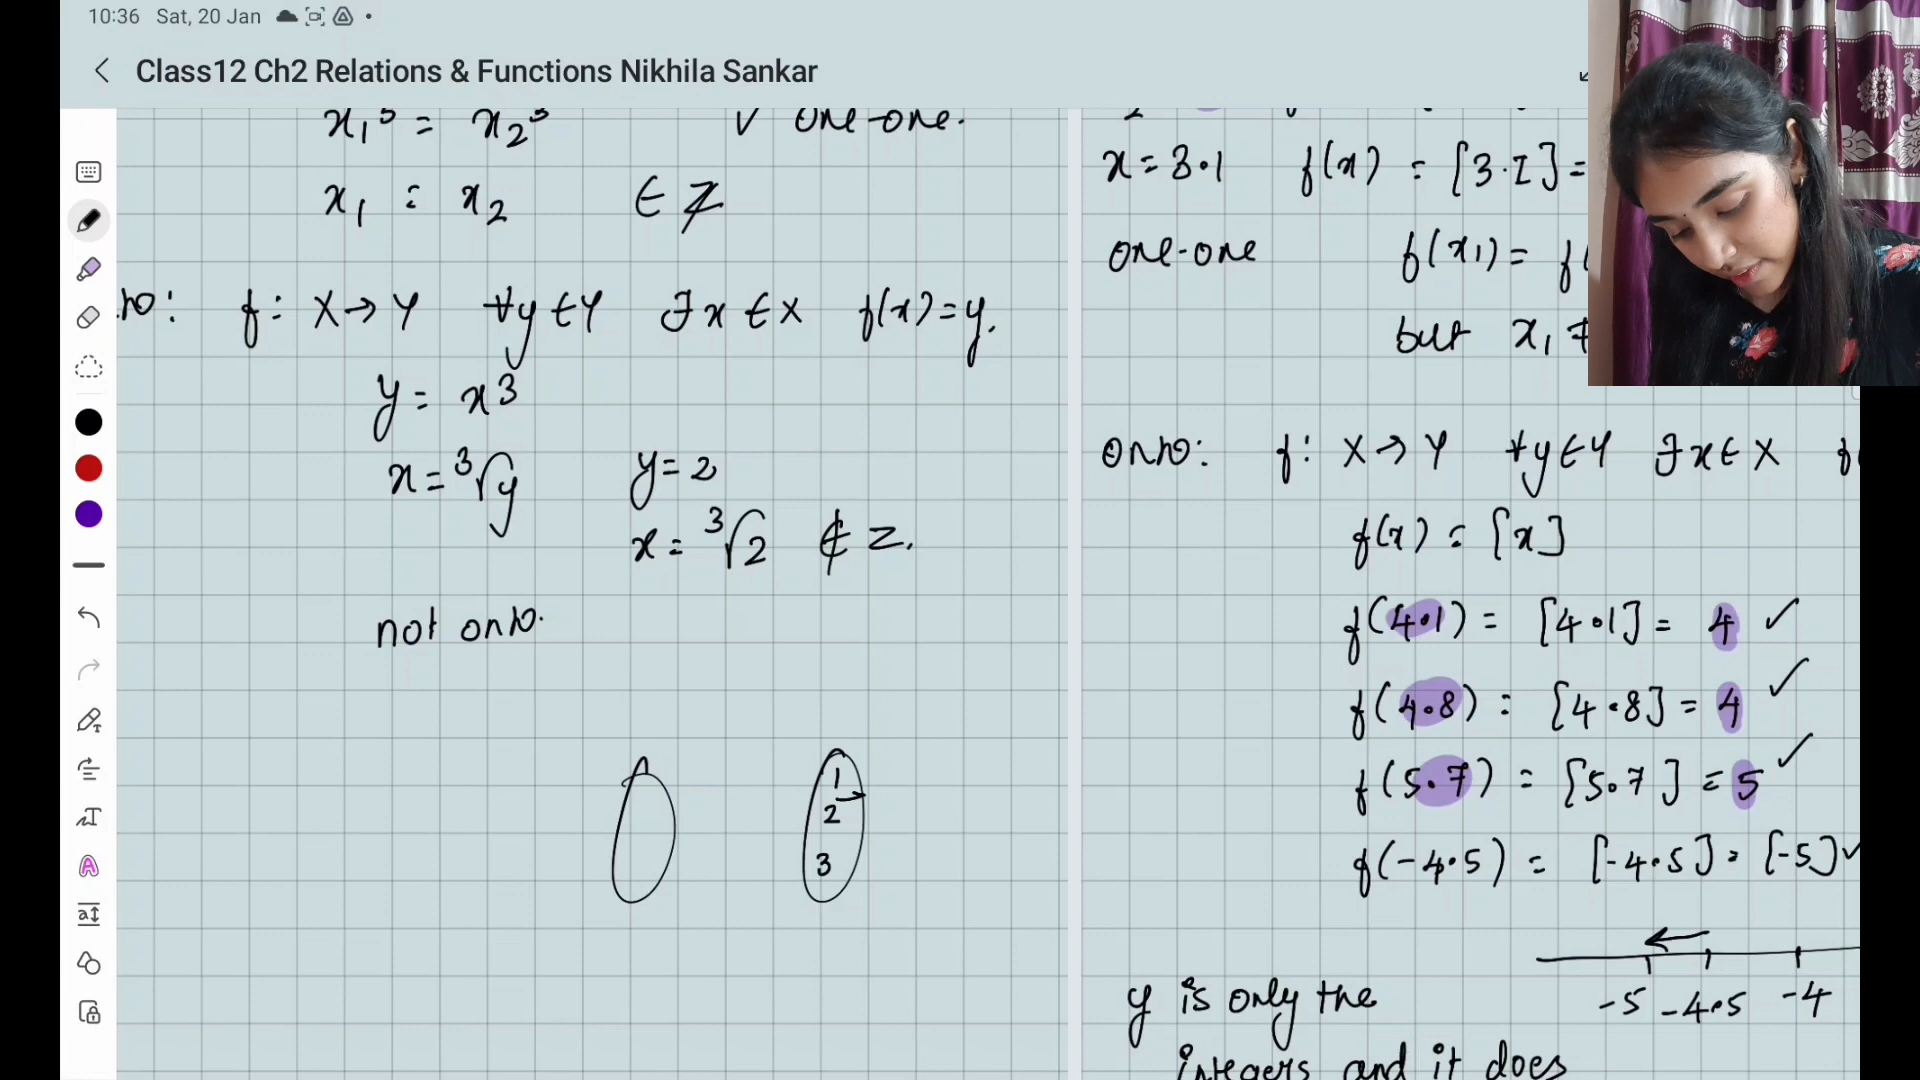 10:36 Sat, 20 Jan
Class12 Ch2 Relations & Functions Nikhila Sankar
x₁³ = x₂³ one-one.
x₁ = x₂ ∈ Z
f: X→Y ∀y∈Y ∃x∈X f(x)=y.
y = x³
x = ³√y y=2
x = ³√2 ∉ Z.
not onto.
1
2
3
x=3.1 f(x) = [3.1]=
one-one f(x₁)=
but x₁ ≠
onto: f: X→Y ∀y∈Y ∃x∈X
f(x) = [x]
f(4.1) = [4.1] = 4 ✓
f(4.8) = [4.8] = 4 ✓
f(5.7) = [5.7] = 5 ✓
f(-4.5) = [-4.5] = [-5] ✓
-5 -4.5 -4
y is only the
integers and it does